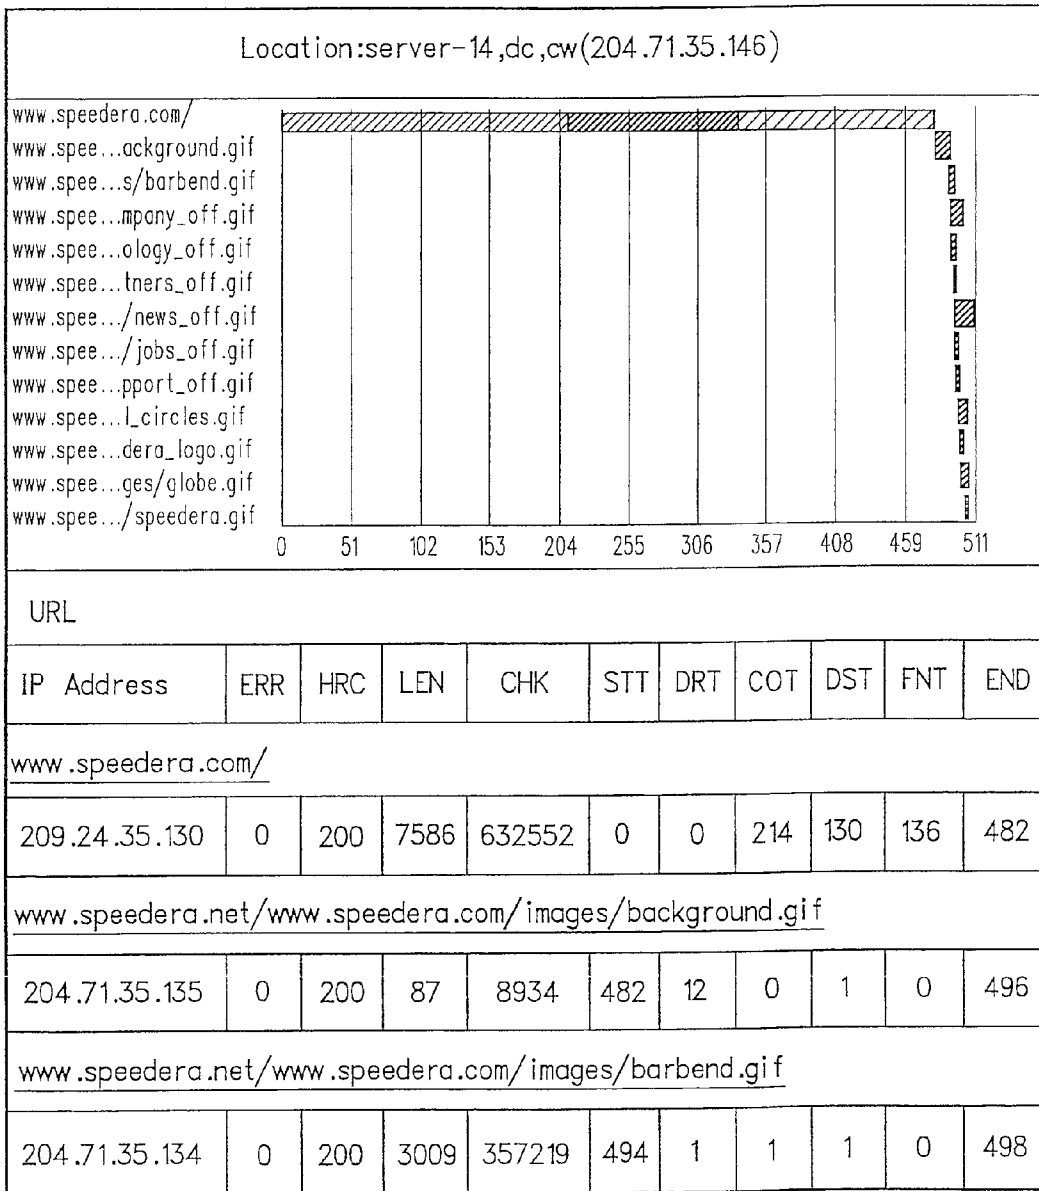 Location:server-14,dc,cw(204.71.35.146)
www.speedera.com/
www.spee...ackground.gif
www.spee...s/barbend.gif
www.spee...mpany_off.gif
www.spee...ology_off.gif
www.spee...tners_off.gif
www.spee.../news_off.gif
www.spee.../jobs_off.gif
www.spee...pport_off.gif
www.spee...l_circles.gif
www.spee...dera_logo.gif
www.spee...ges/globe.gif
www.spee.../speedera.gif
0 51 102 153 204 255 306 357 408 459 511
URL
IP Address ERR HRC LEN CHK STT DRT COT DST FNT END
www.speedera.com/
209.24.35.130 0 200 7586 632552 0 0 214 130 136 482
www.speedera.net/www.speedera.com/images/background.gif
204.71.35.135 0 200 87 8934 482 12 0 1 0 496
www.speedera.net/www.speedera.com/images/barbend.gif
204.71.35.134 0 200 3009 357219 494 1 1 1 0 498